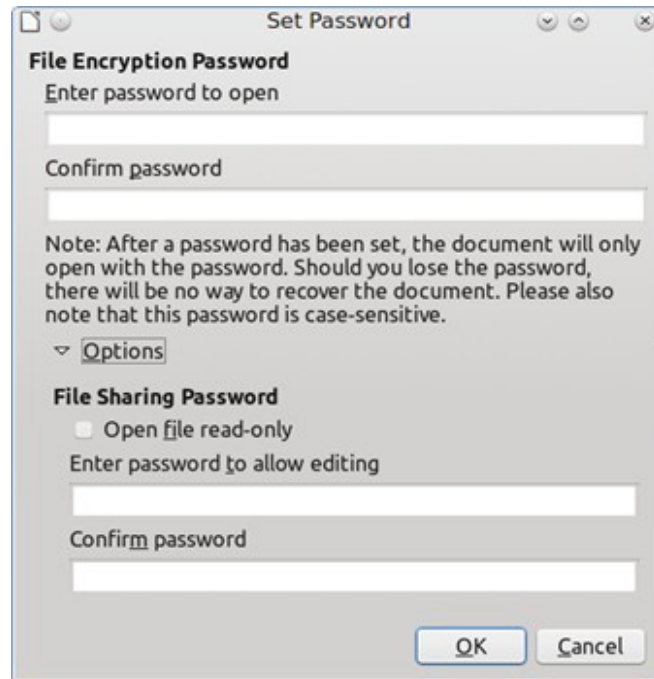 Set Password
File Encryption Password
Enter password to open
Confirm password
Note: After a password has been set, the document will only
open with the password. Should you lose the password,
there will be no way to recover the document. Please also
note that this password is case-sensitive.
Options
File Sharing Password
Open file read-only
Enter password to allow editing
Confirm password
OK Cancel